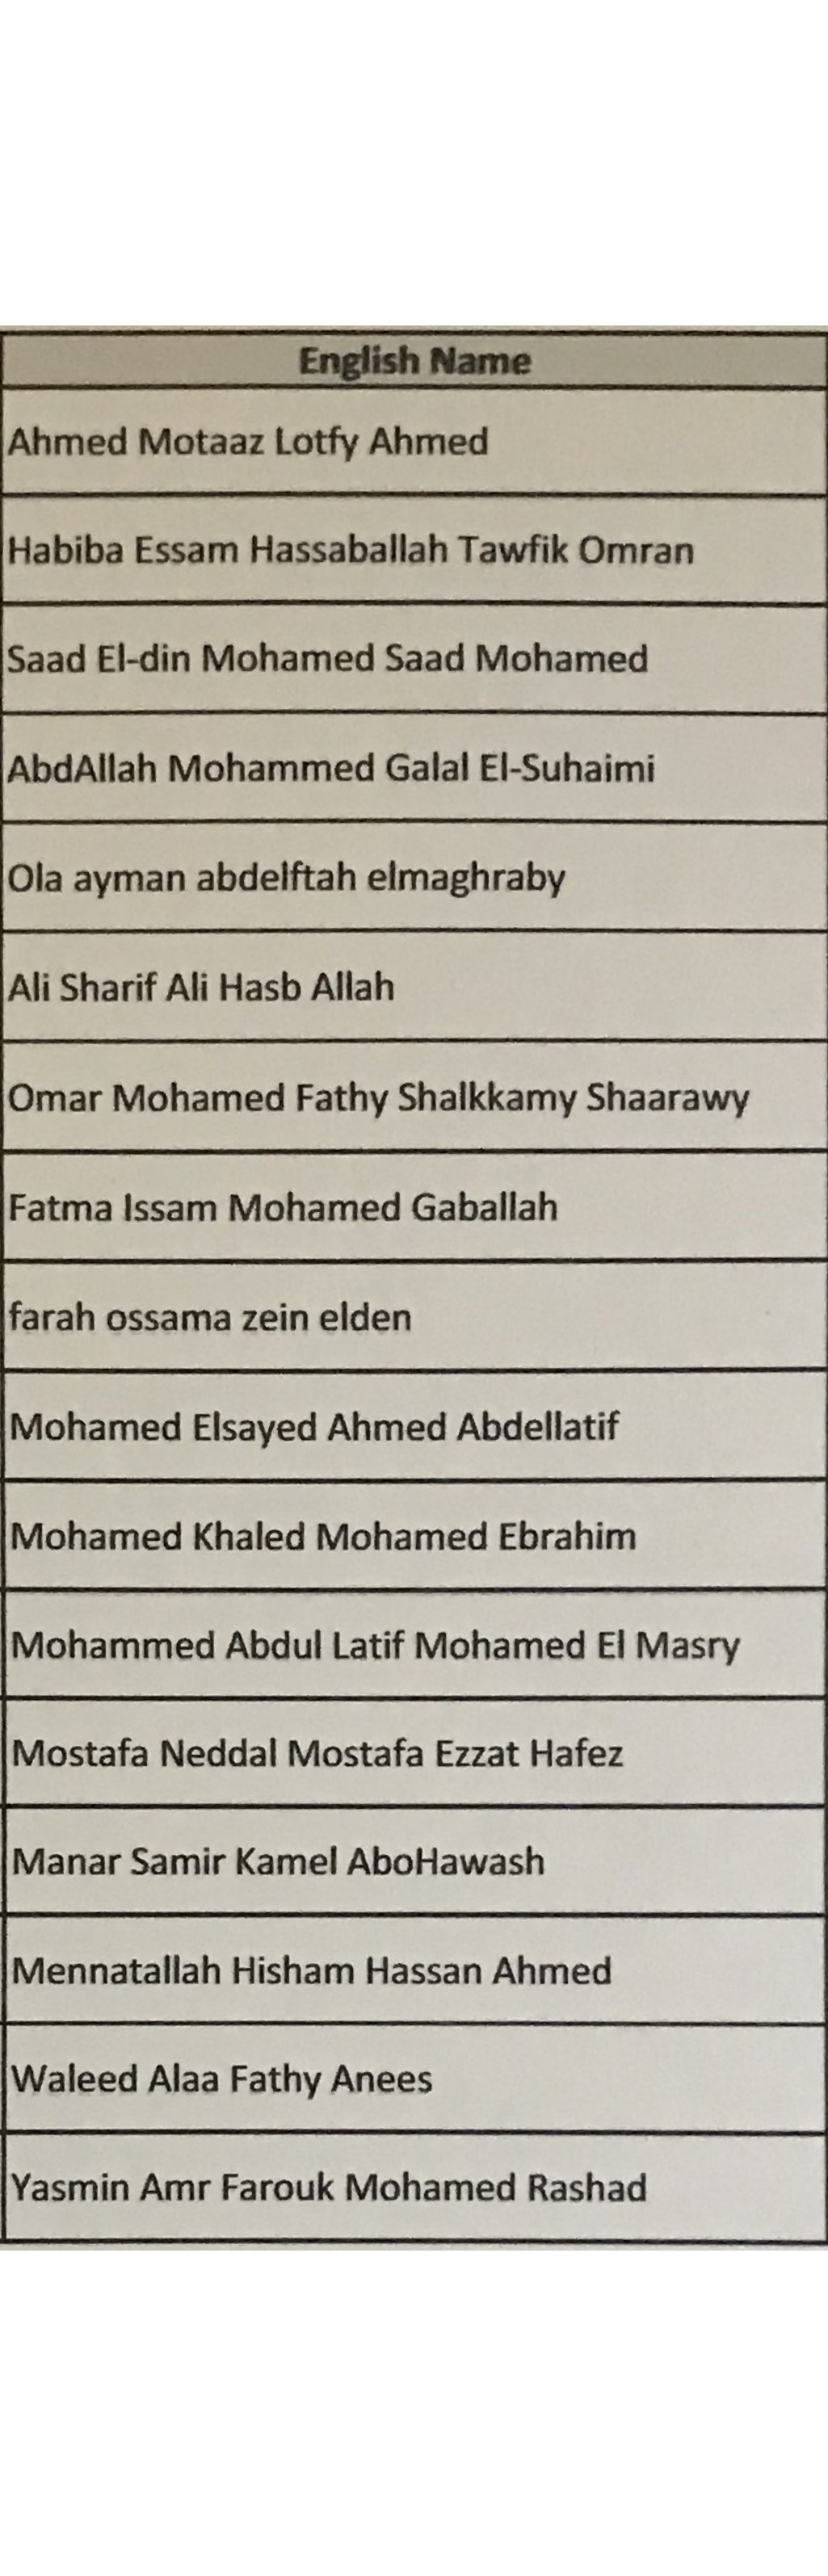 English Name
Ahmed Motaaz Lotfy Ahmed
Habiba Essam Hassaballah Tawfik Omran
Saad El-din Mohamed Saad Mohamed
AbdAllah Mohammed Galal El-Suhaimi
Ola ayman abdelftah elmaghraby
Ali Sharif Ali Hasb Allah
Omar Mohamed Fathy Shalkkamy Shaarawy
Fatma Issam Mohamed Gaballah
farah ossama zein elden
Mohamed Elsayed Ahmed Abdellatif
Mohamed Khaled Mohamed Ebrahim
Mohammed Abdul Latif Mohamed El Masry
Mostafa Neddal Mostafa Ezzat Hafez
Manar Samir Kamel AboHawash
Mennatallah Hisham Hassan Ahmed
Waleed Alaa Fathy Anees
Yasmin Amr Farouk Mohamed Rashad